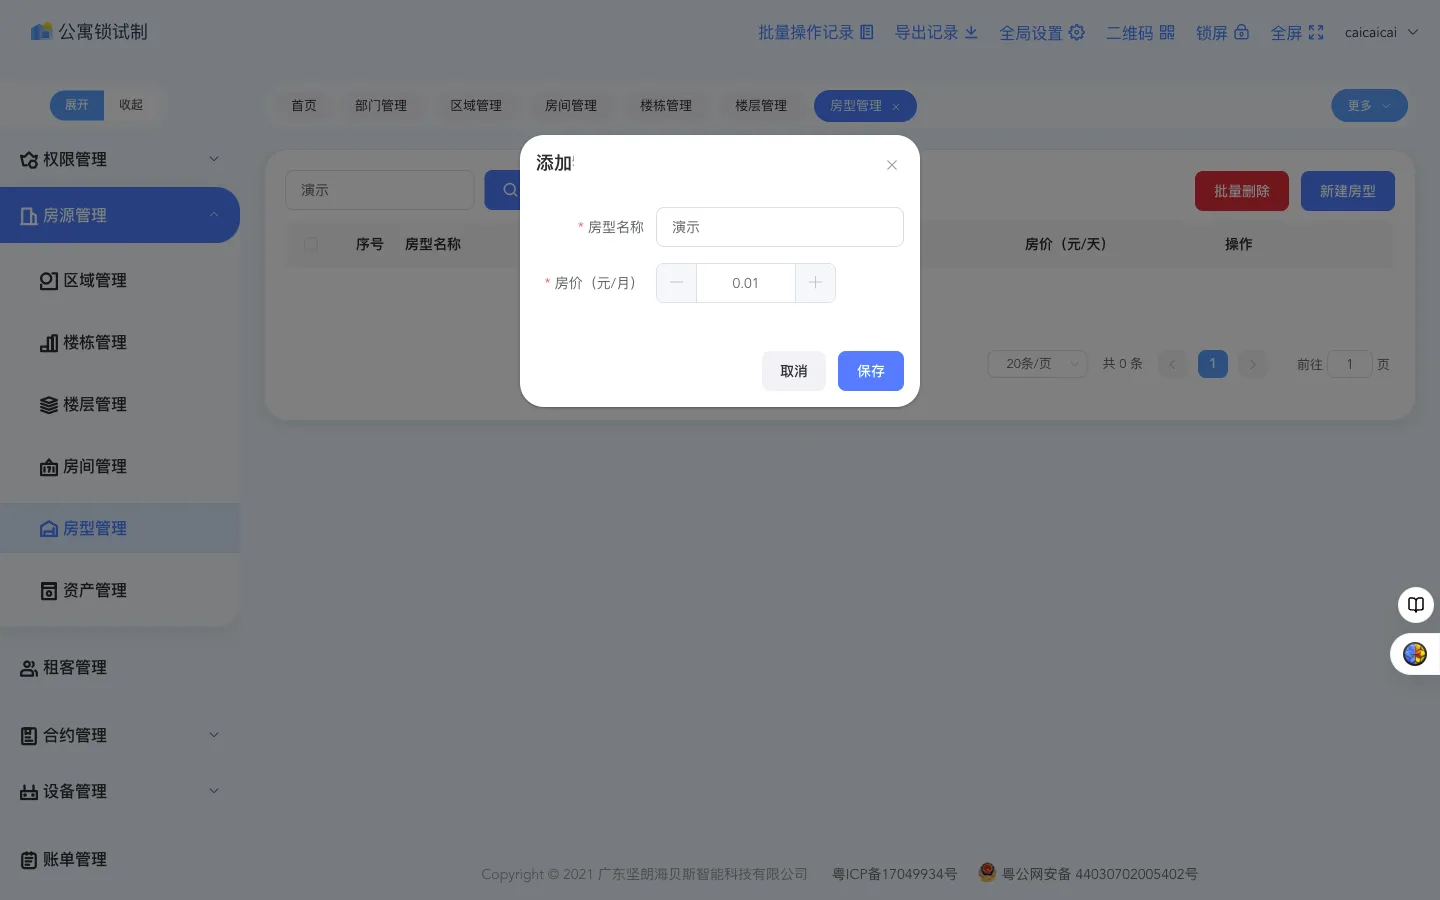 公寓锁试制
批量操作记录
导出记录
全局设置
二维码
锁屏
全屏
caicaicai
展开
收起
首页
部门管理
区域管理
房间管理
楼栋管理
楼层管理
房型管理
更多
权限管理
房源管理
区域管理
楼栋管理
楼层管理
房间管理
房型管理
资产管理
租客管理
合约管理
设备管理
账单管理
演示
批量删除
新建房型
序号
房型名称
房价（元/天）
操作
添加
* 房型名称
演示
* 房价（元/月）
0.01
取消
保存
20条/页
共 0 条
1
前往 1 页
Copyright © 2021 广东坚朗海贝斯智能科技有限公司
粤ICP备17049934号
粤公网安备 44030702005402号